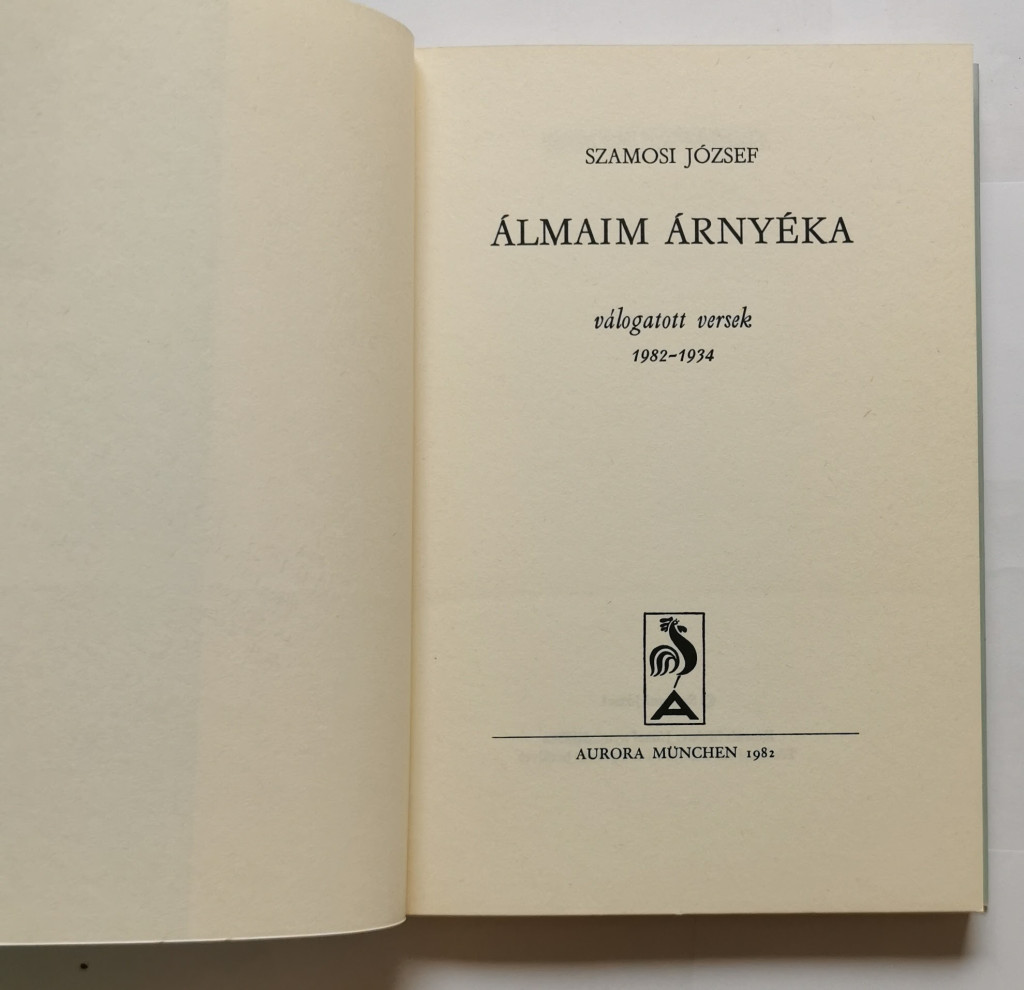 SZAMOSI JÓZSEF
ÁLMAIM ÁRNYÉKA
válogatott versek
1982-1934
A
AURORA MÜNCHEN 1982